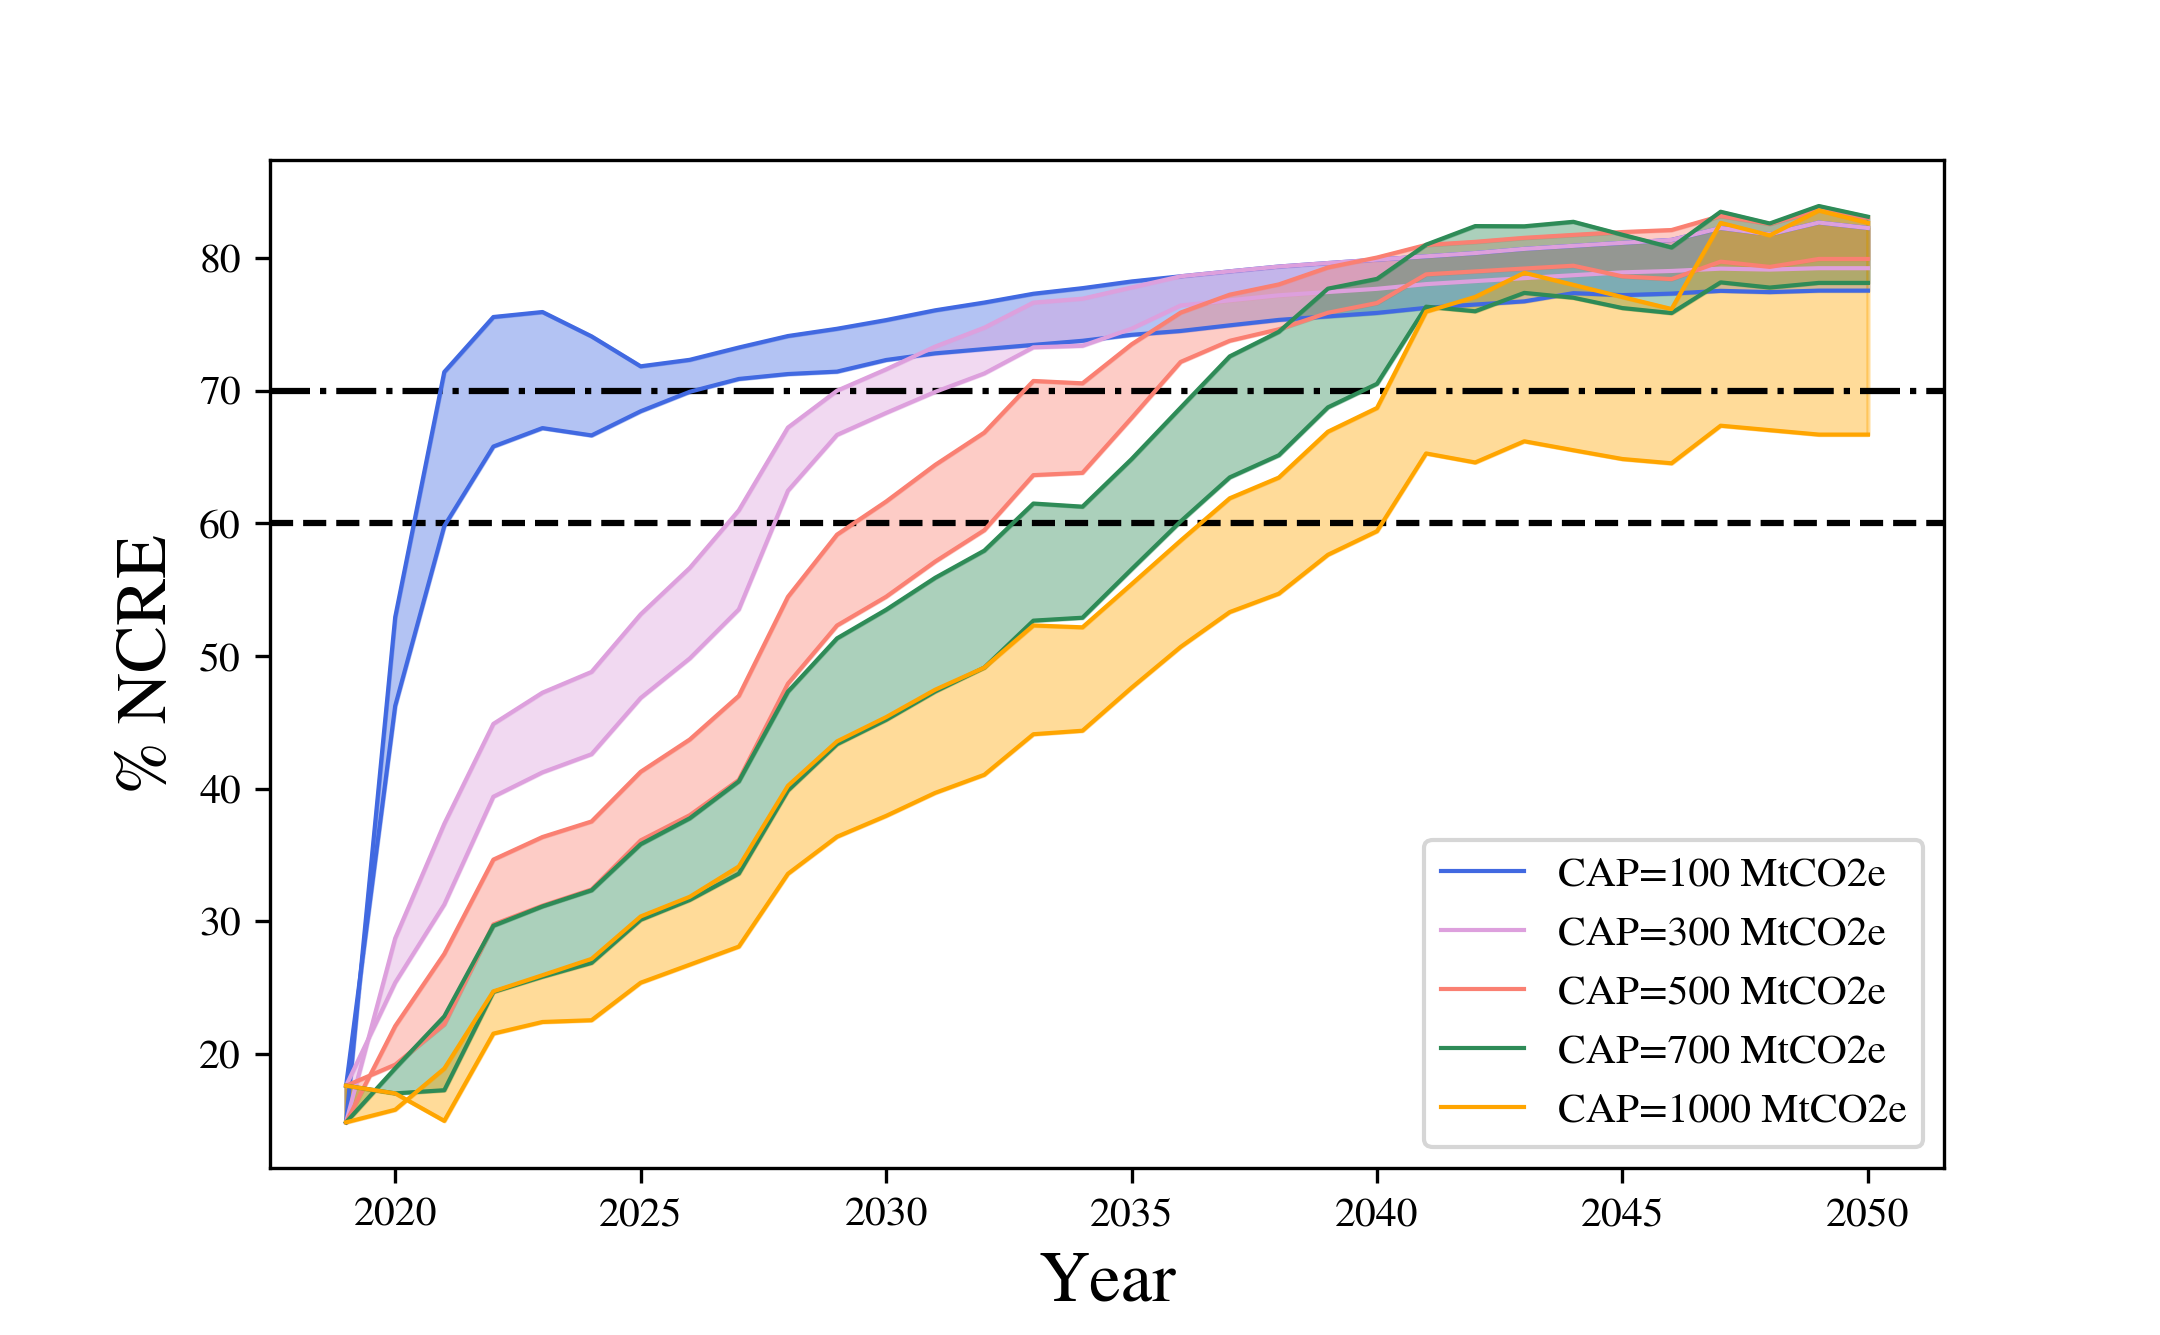 % NCRE
80
70
60
50
40
30
20
2020 2025 2030 2035 2040 2045 2050
Year
CAP=100 MtCO2e
CAP=300 MtCO2e
CAP=500 MtCO2e
CAP=700 MtCO2e
CAP=1000 MtCO2e